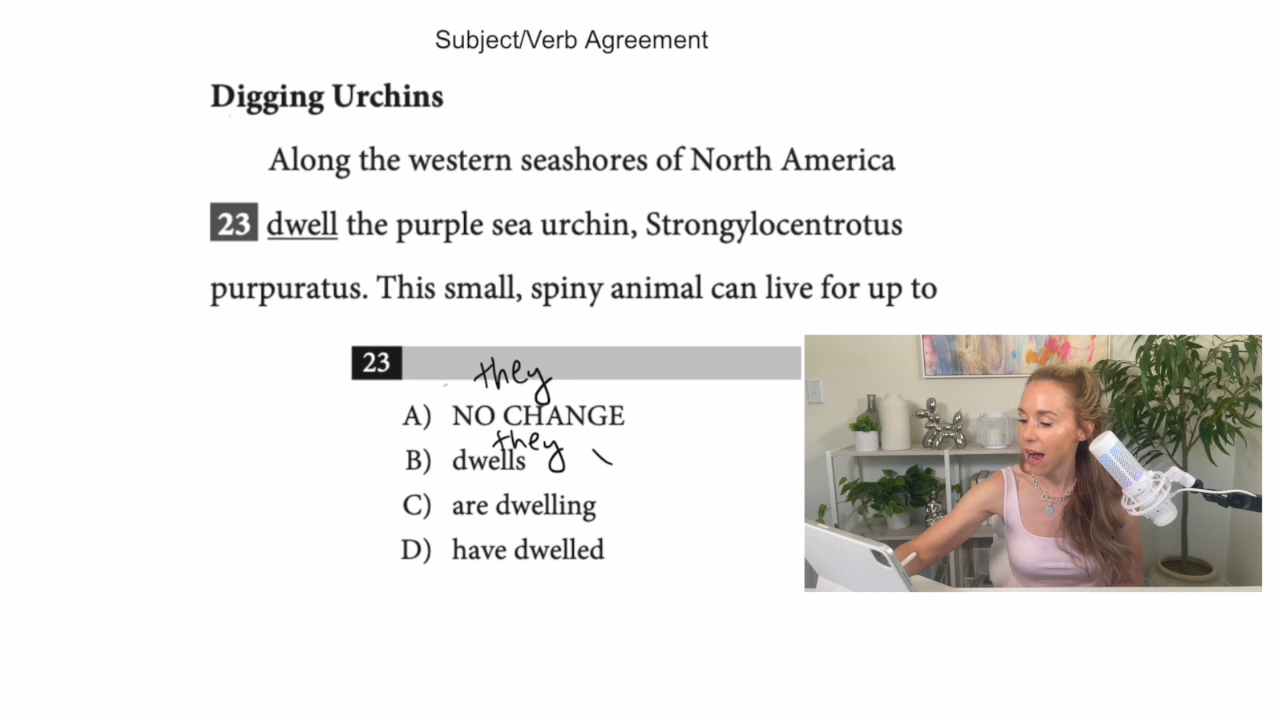 Subject/Verb Agreement
Digging Urchins
Along the western seashores of North America
23 dwell the purple sea urchin, Strongylocentrotus
purpuratus. This small, spiny animal can live for up to
23
they
A) NO CHANGE
they
B) dwells
C) are dwelling
D) have dwelled